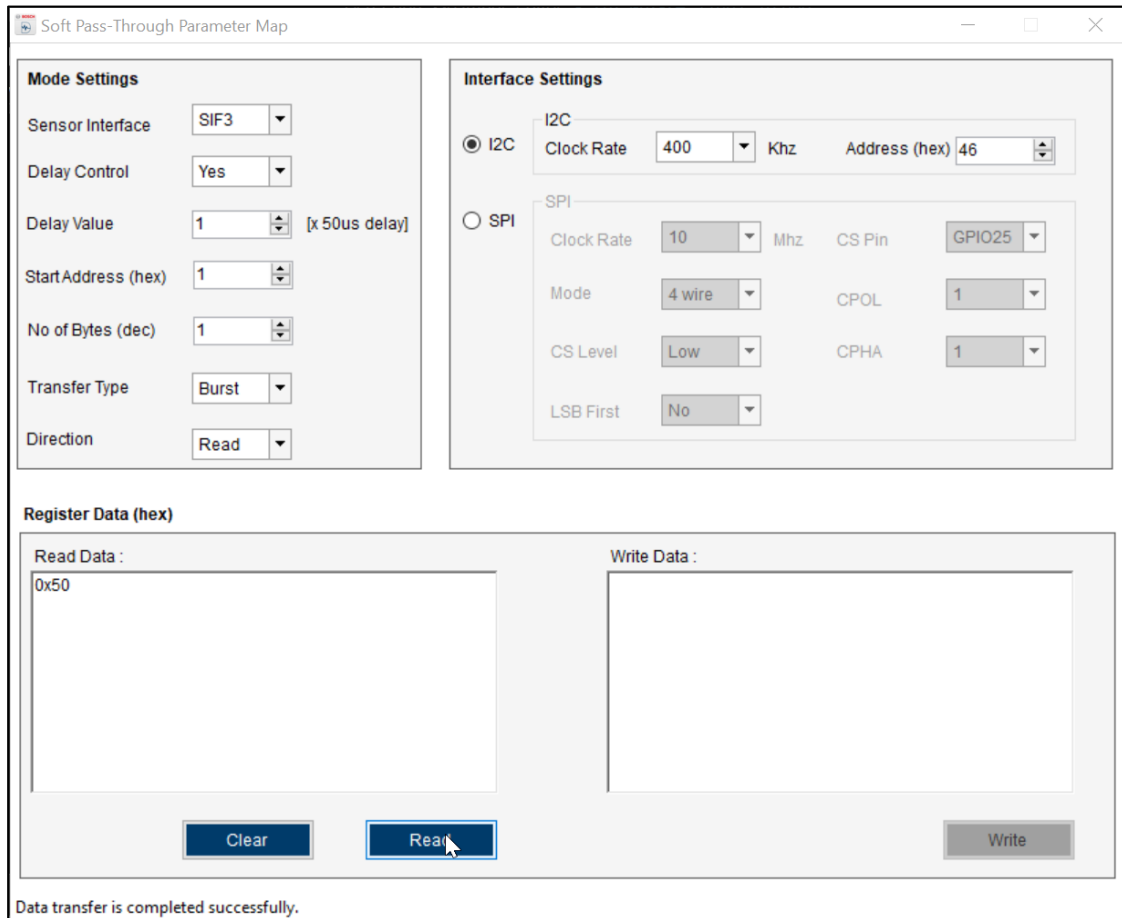 Soft Pass-Through Parameter Map
Mode Settings
Sensor Interface SIF3
Delay Control Yes
Delay Value 1 [x 50us delay]
Start Address (hex) 1
No of Bytes (dec) 1
Transfer Type Burst
Direction Read
Interface Settings
I2C
I2C
Clock Rate 400 Khz Address (hex) 46
SPI
SPI
Clock Rate 10 Mhz CS Pin GPIO25
Mode 4 wire CPOL 1
CS Level Low CPHA 1
LSB First No
Register Data (hex)
Read Data :
0x50
Write Data :
Clear Read Write
Data transfer is completed successfully.